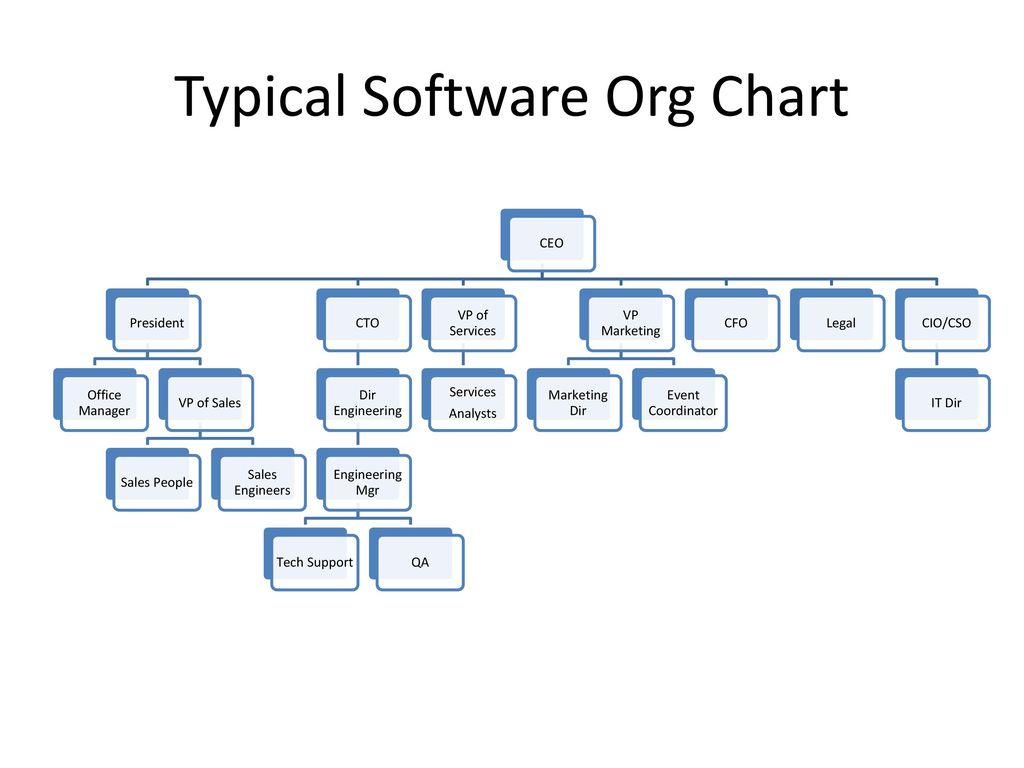 Typical Software Org Chart
CEO
President
CTO
VP of
Services
VP
Marketing
CFO
Legal
CIO/CSO
Office
Manager
VP of Sales
Dir
Engineering
Services
Analysts
Marketing
Dir
Event
Coordinator
IT Dir
Sales People
Sales
Engineers
Engineering
Mgr
Tech Support
QA